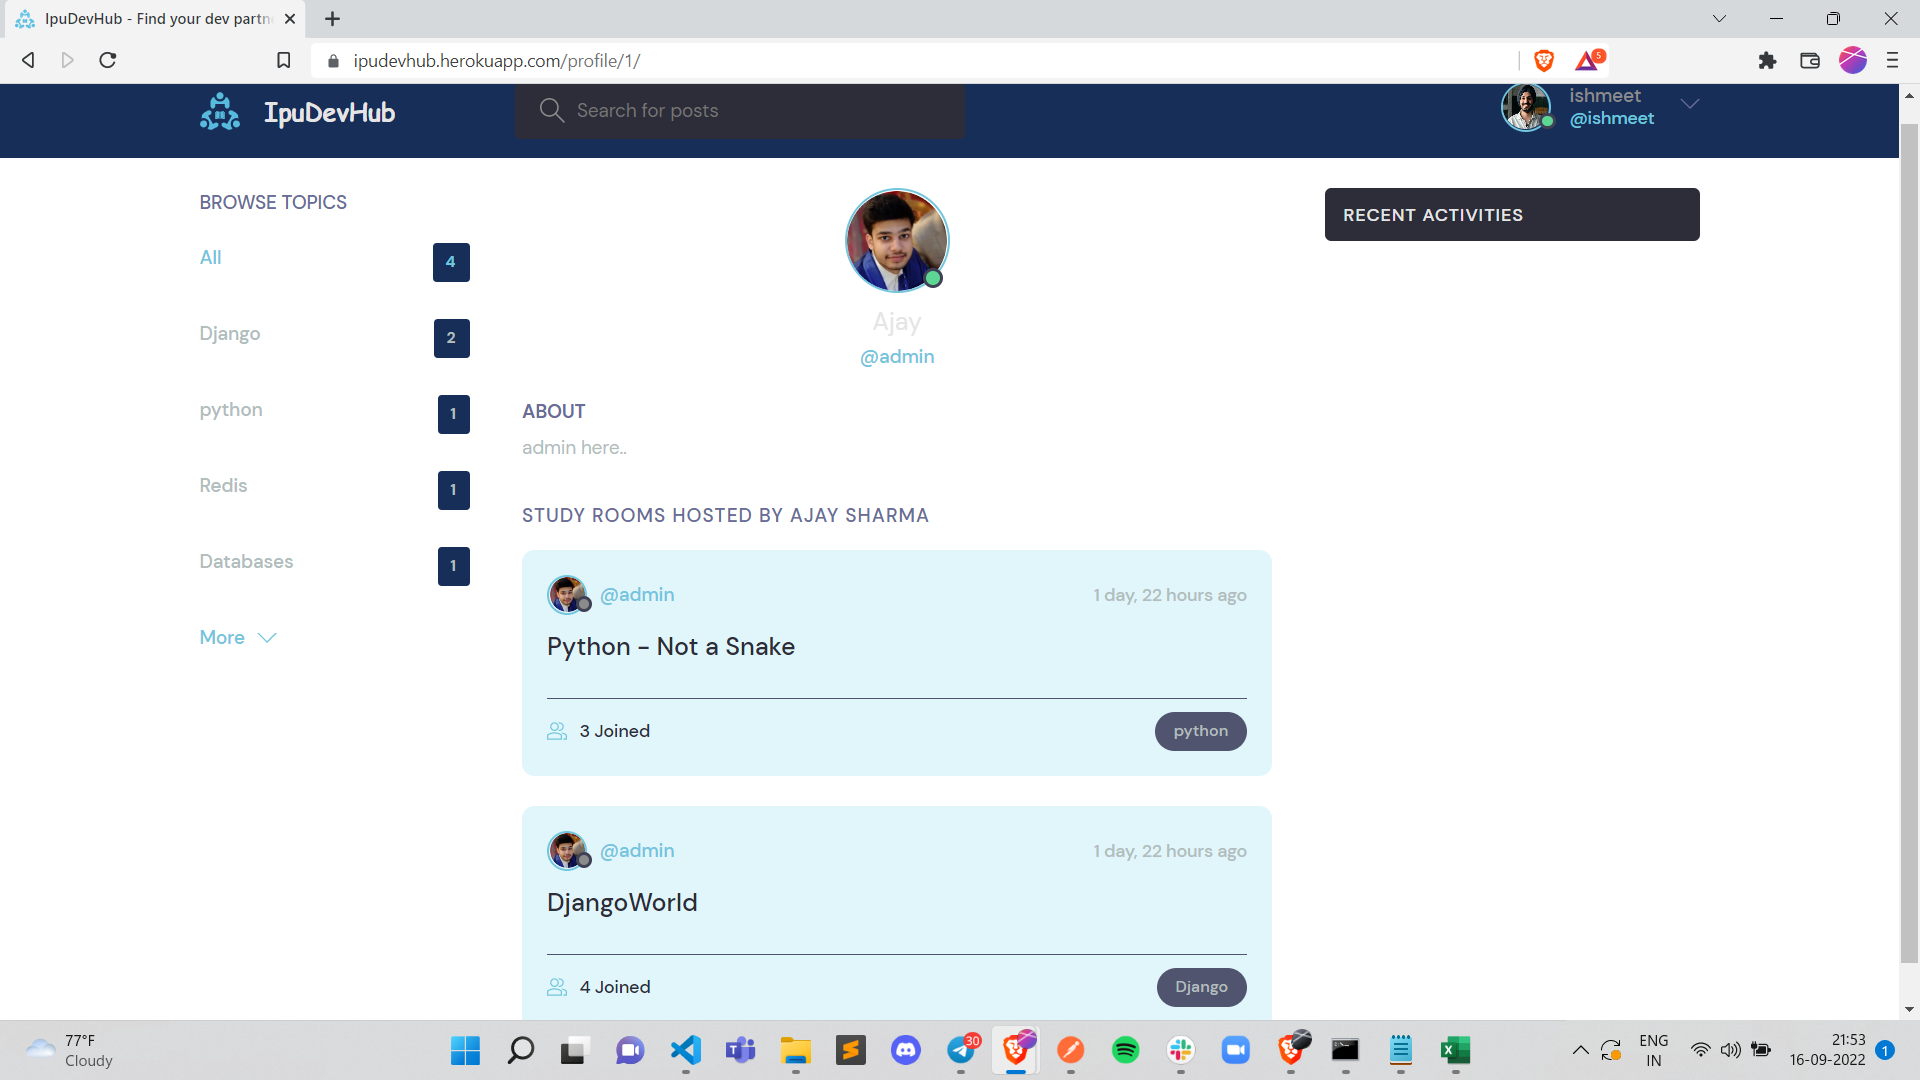 IpuDevHub - Find your dev partn
ipudevhub.herokuapp.com/profile/1/
5
IpuDevHub
Search for posts
ishmeet
@ishmeet
BROWSE TOPICS
All
4
Django
2
python
1
Redis
1
Databases
1
More
Ajay
@admin
ABOUT
admin here..
STUDY ROOMS HOSTED BY AJAY SHARMA
@admin
1 day, 22 hours ago
Python - Not a Snake
3 Joined
python
@admin
1 day, 22 hours ago
DjangoWorld
4 Joined
Django
RECENT ACTIVITIES
77°F
Cloudy
30
ENG
IN
21:53
16-09-2022
1